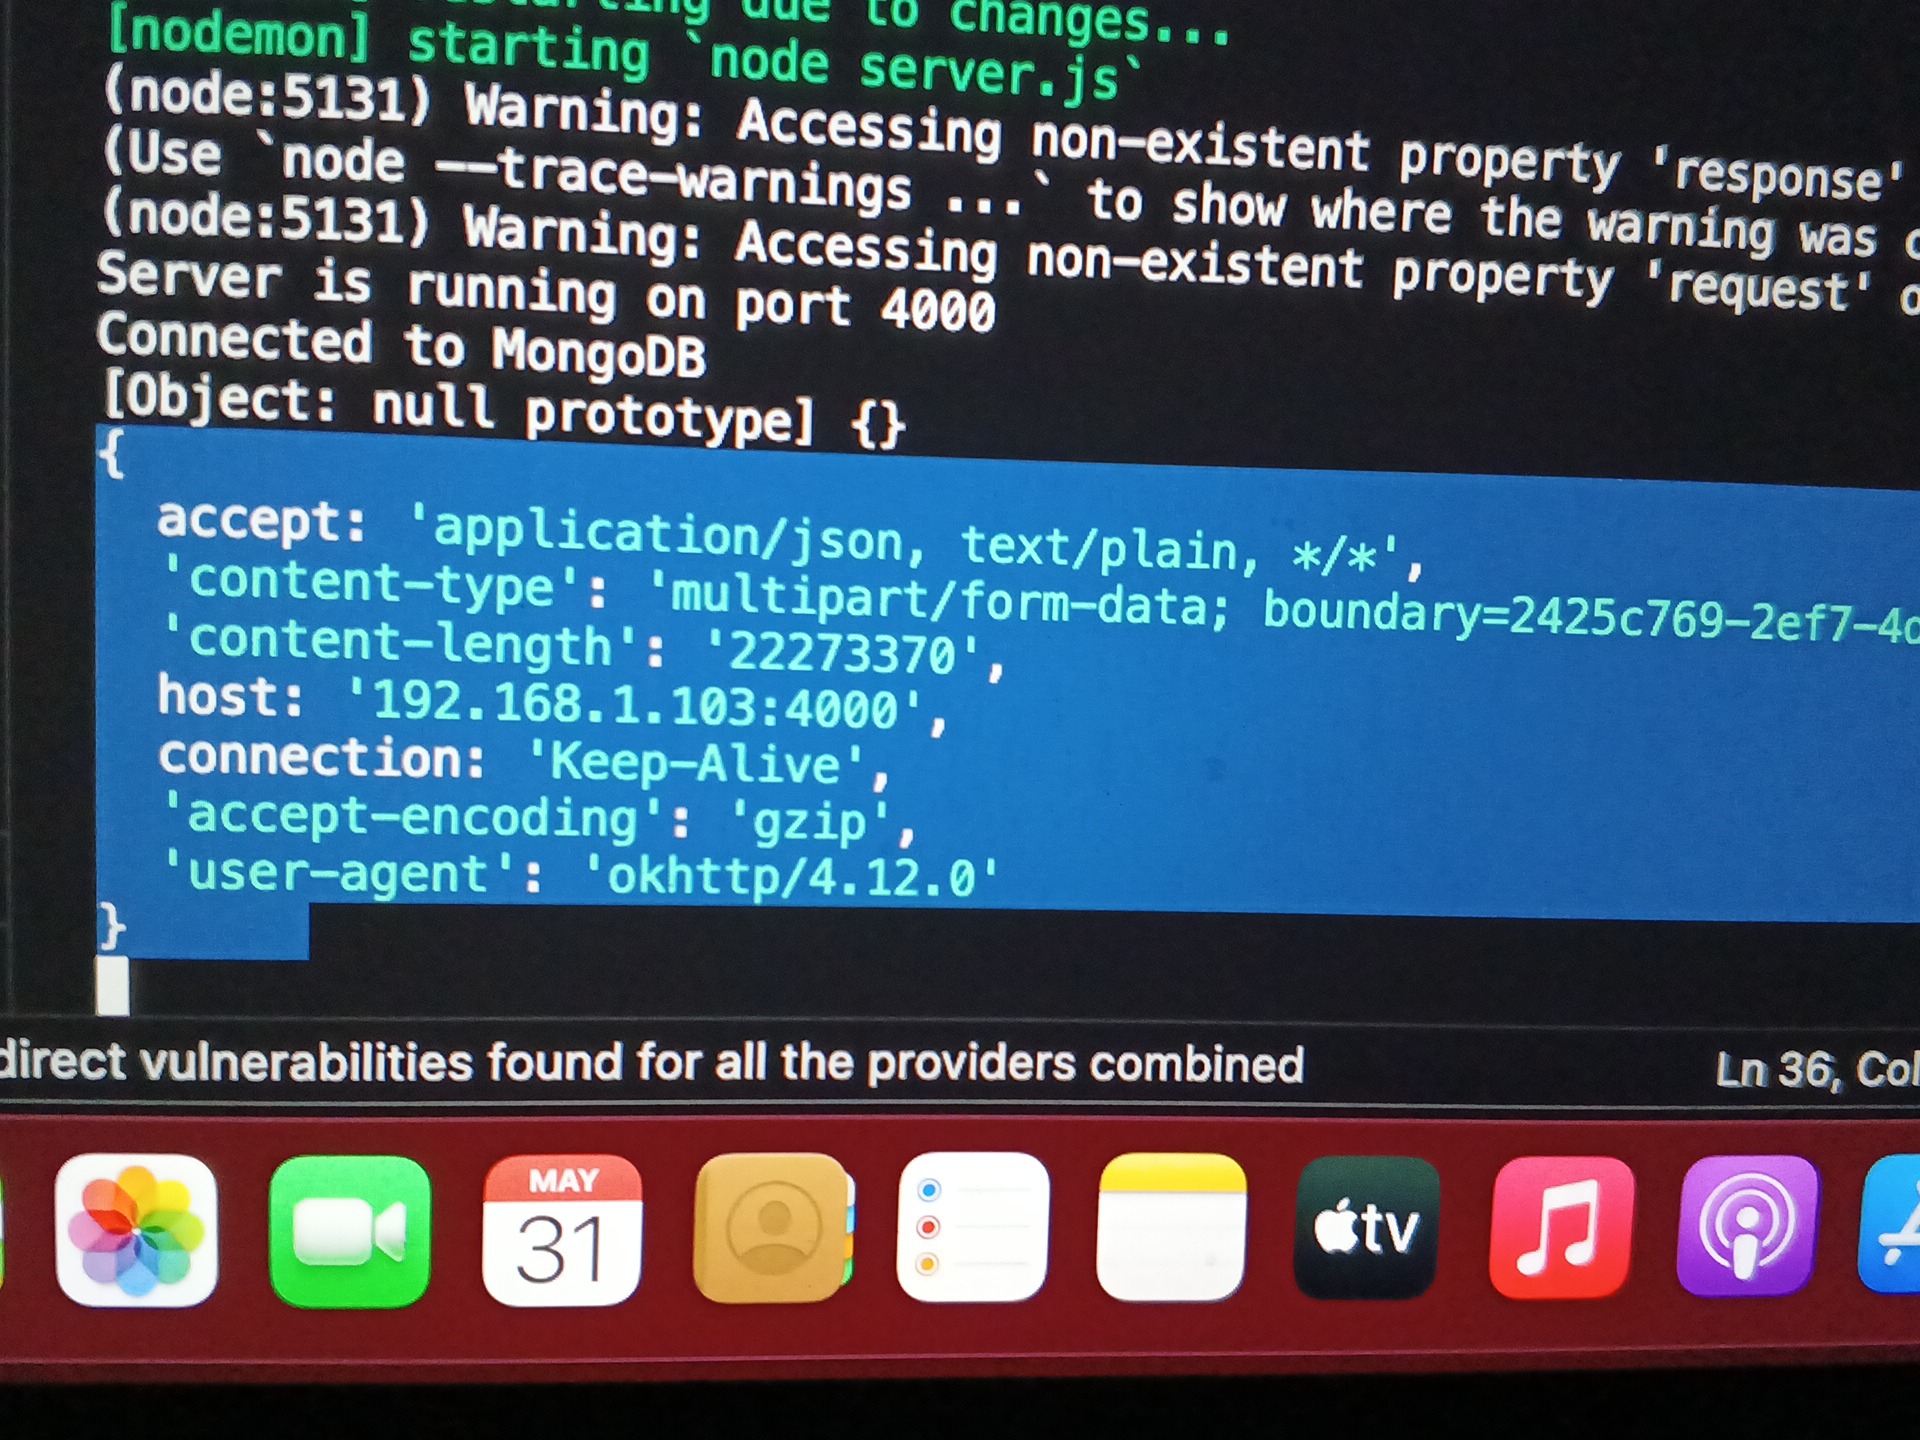 due to changes...
[nodemon] starting `node server.js`
(node:5131) Warning: Accessing non-existent property 'response'
(Use `node --trace-warnings ...` to show where the warning was
(node:5131) Warning: Accessing non-existent property 'request'
Server is running on port 4000
Connected to MongoDB
[Object: null prototype] {}
{
accept: 'application/json, text/plain, */*',
'content-type': 'multipart/form-data; boundary=2425c769-2ef7-4
'content-length': '22273370',
host: '192.168.1.103:4000',
connection: 'Keep-Alive',
'accept-encoding': 'gzip',
'user-agent': 'okhttp/4.12.0'
}
direct vulnerabilities found for all the providers combined
Ln 36, Col
MAY
31
tv